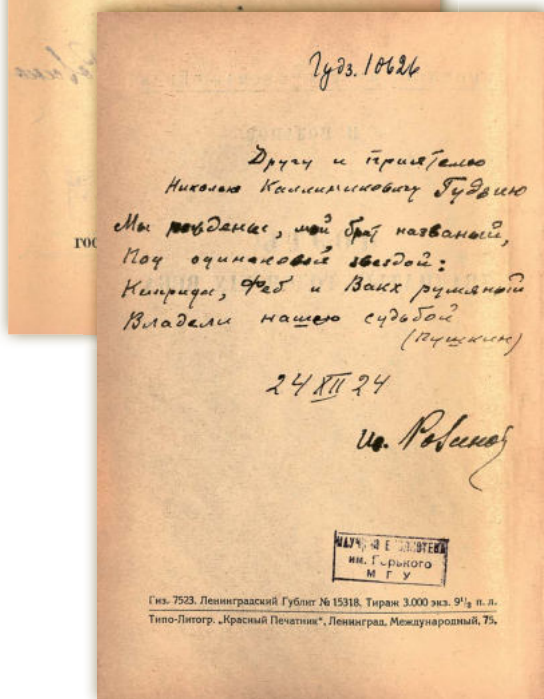 ГОС
Гудз. 10626
Другу и приятелю
Николаю Каллиниковичу Гудзию
Мы рождены, мой брат названый,
Под одинаковой звездой:
Киприда, Феб и Вакх румяный
Владели нашею судьбой
(Пушкин)
24 XII 24
Ив. Розанов
НАУЧНАЯ БИБЛИОТЕКА
им. Горького
М Г У
Гиз. 7523. Ленинградский Гублит № 15318. Тираж 3.000 экз. 9¹/₂ п. л.
Типо-Литогр. „Красный Печатник“, Ленинград, Международный, 75.